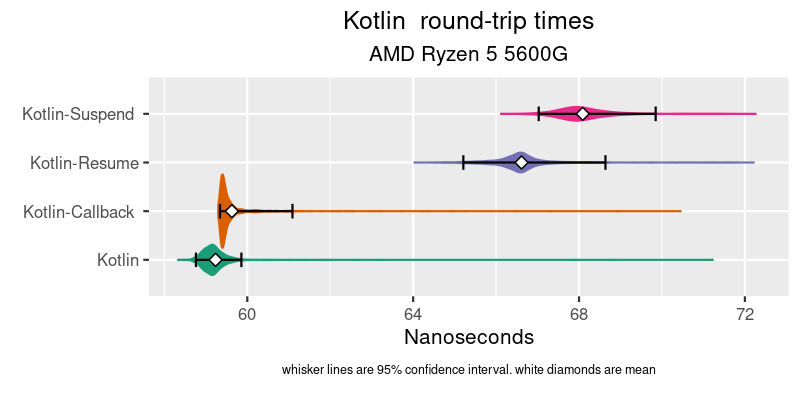 Kotlin  round-trip times
AMD Ryzen 5 5600G
Kotlin-Suspend
Kotlin-Resume
Kotlin-Callback
Kotlin
60 64 68 72
Nanoseconds
whisker lines are 95% confidence interval. white diamonds are mean